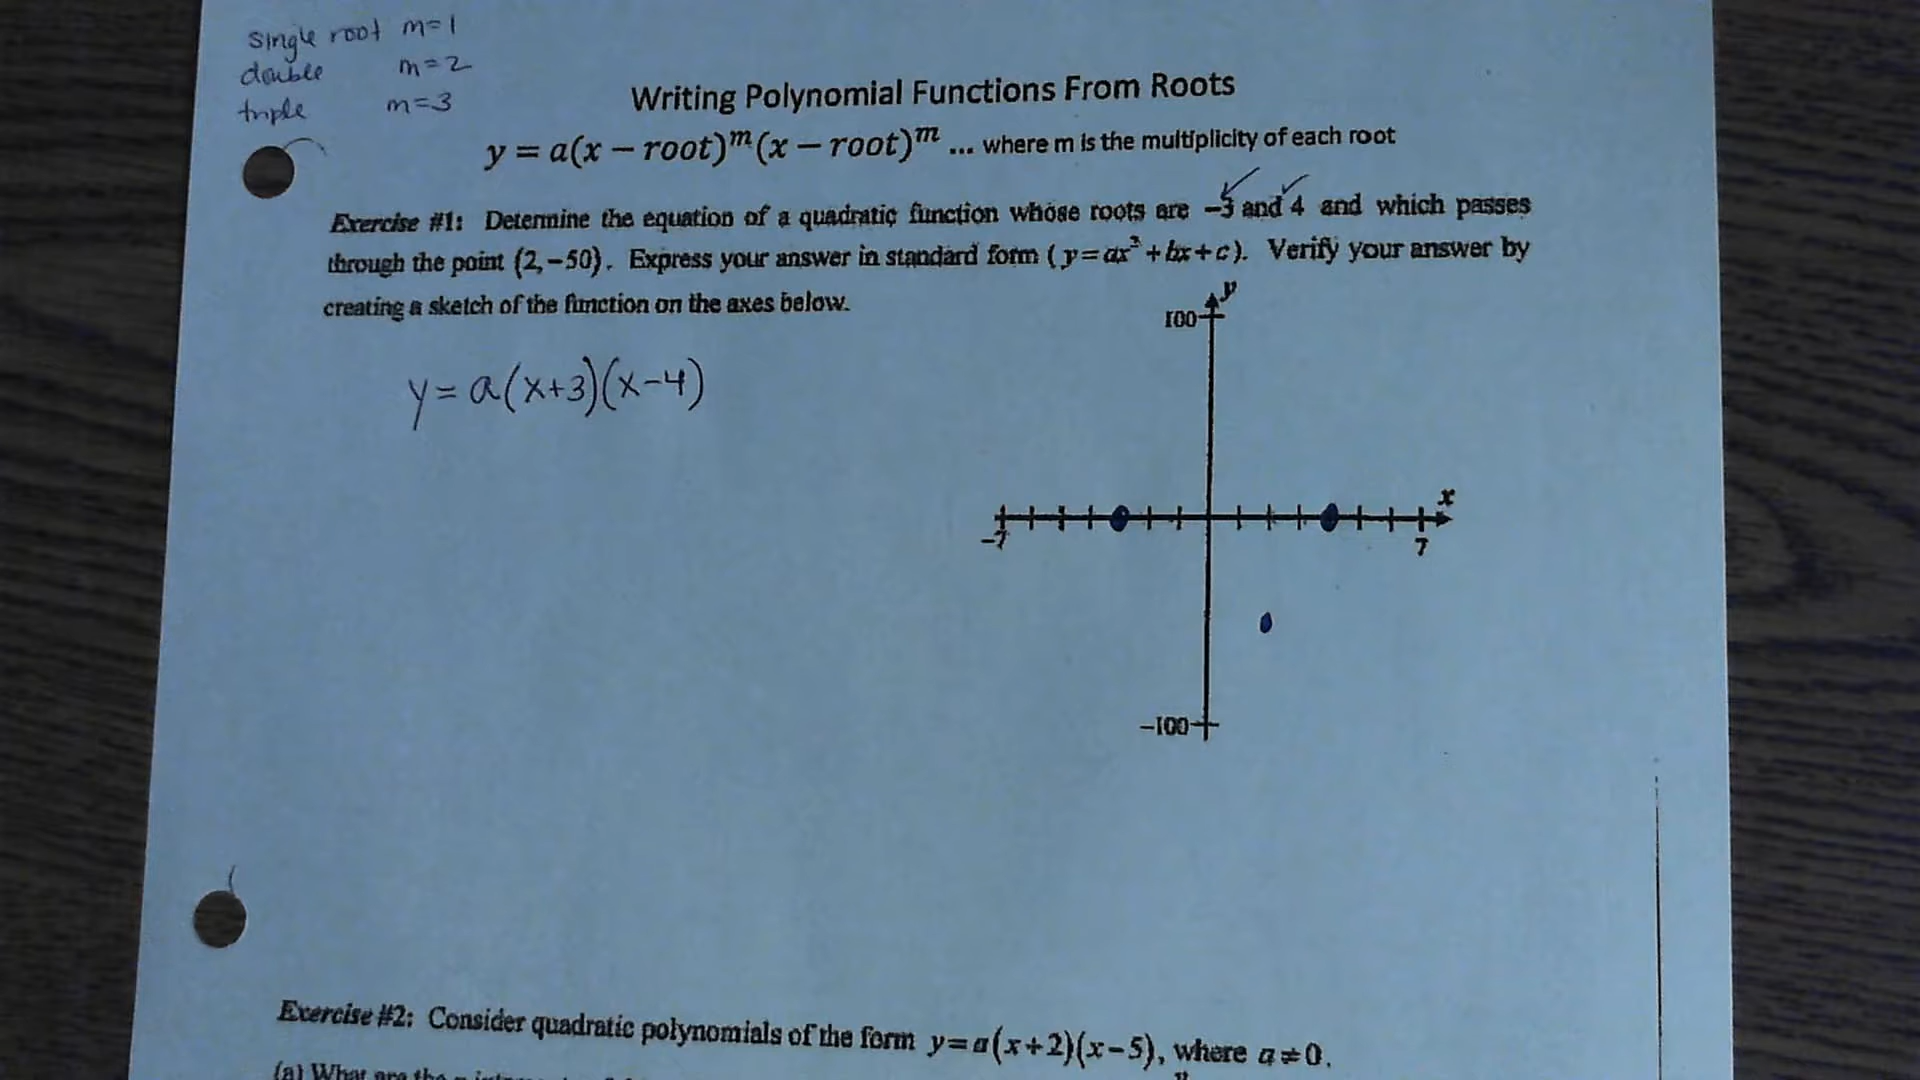 single root m=1
double m=2
triple m=3
Writing Polynomial Functions From Roots
y = a(x − root)^m (x − root)^m ... where m is the multiplicity of each root
Exercise #1: Determine the equation of a quadratic function whose roots are −3 and 4 and which passes
through the point (2, −50). Express your answer in standard form (y=ax²+bx+c). Verify your answer by
creating a sketch of the function on the axes below.
y
100
y = a(x+3)(x-4)
x
-7
7
-100
Exercise #2: Consider quadratic polynomials of the form y=a(x+2)(x−5), where a≠0.
(a) What are the